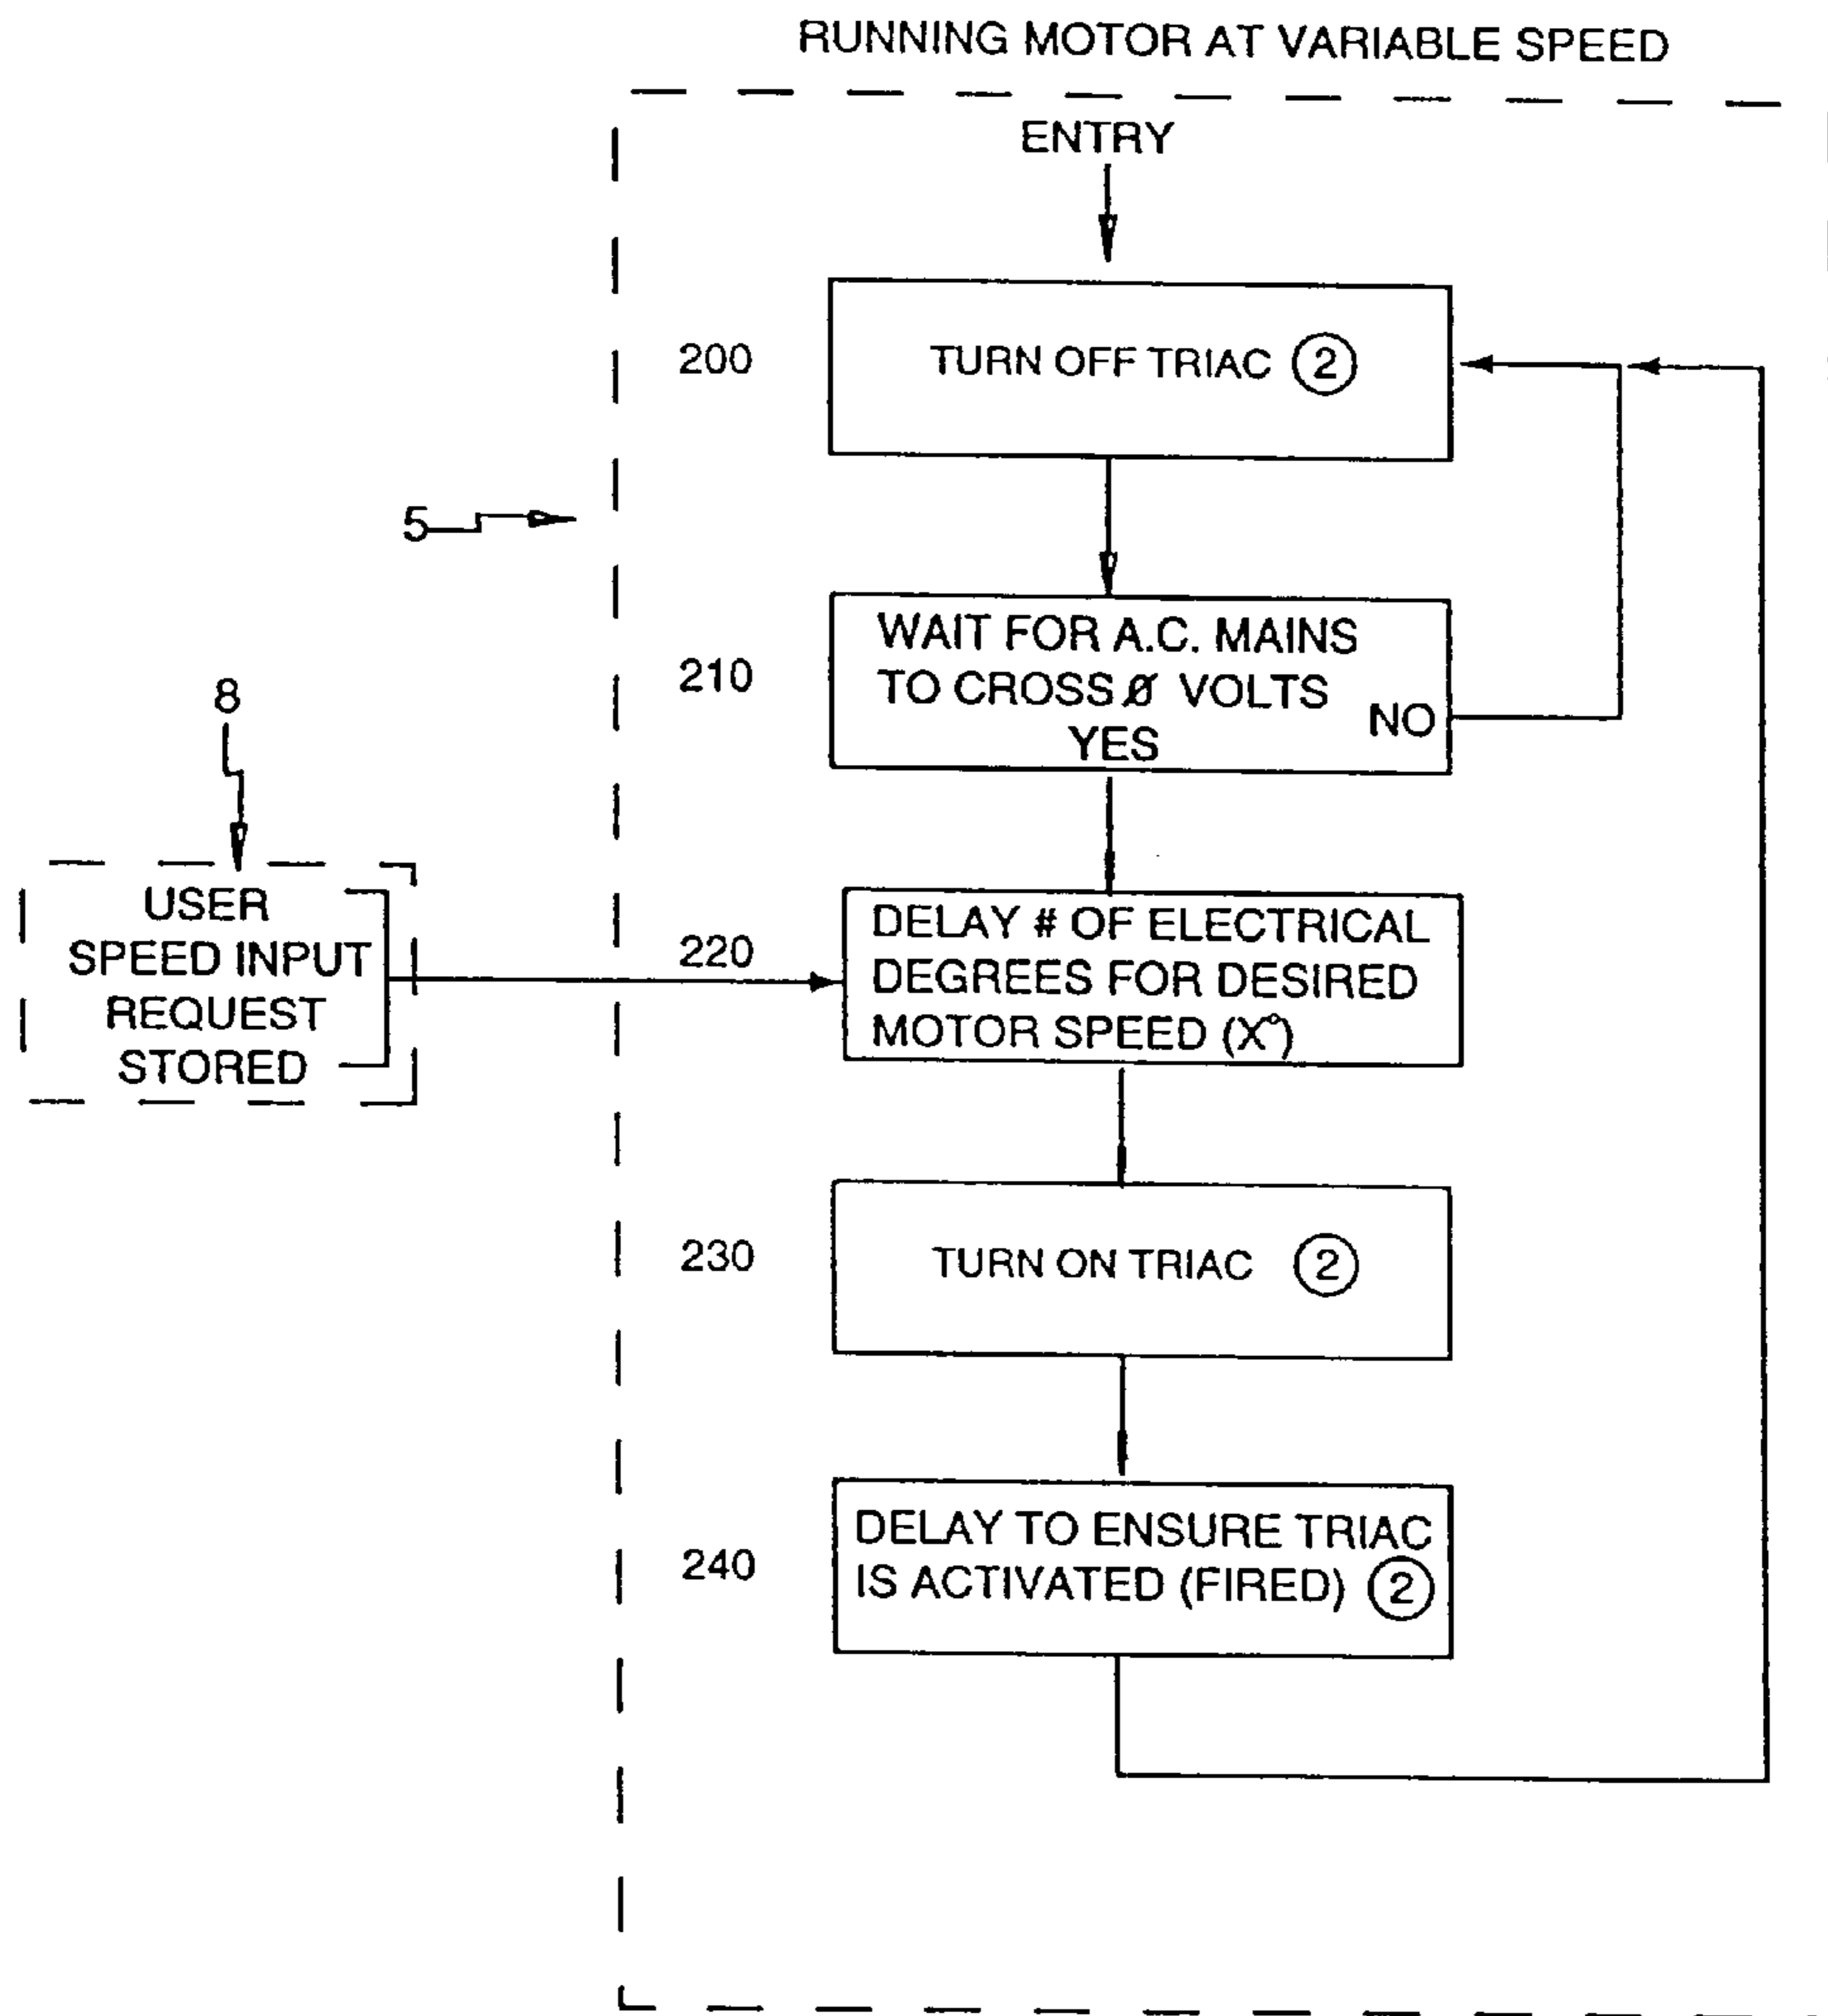 RUNNING MOTOR AT VARIABLE SPEED
ENTRY
200
TURN OFF TRIAC 2
5
210
WAIT FOR A.C. MAINS
TO CROSS Ø VOLTS
YES
NO
8
USER
SPEED INPUT
REQUEST
STORED
220
DELAY # OF ELECTRICAL
DEGREES FOR DESIRED
MOTOR SPEED (X°)
230
TURN ON TRIAC 2
240
DELAY TO ENSURE TRIAC
IS ACTIVATED (FIRED) 2